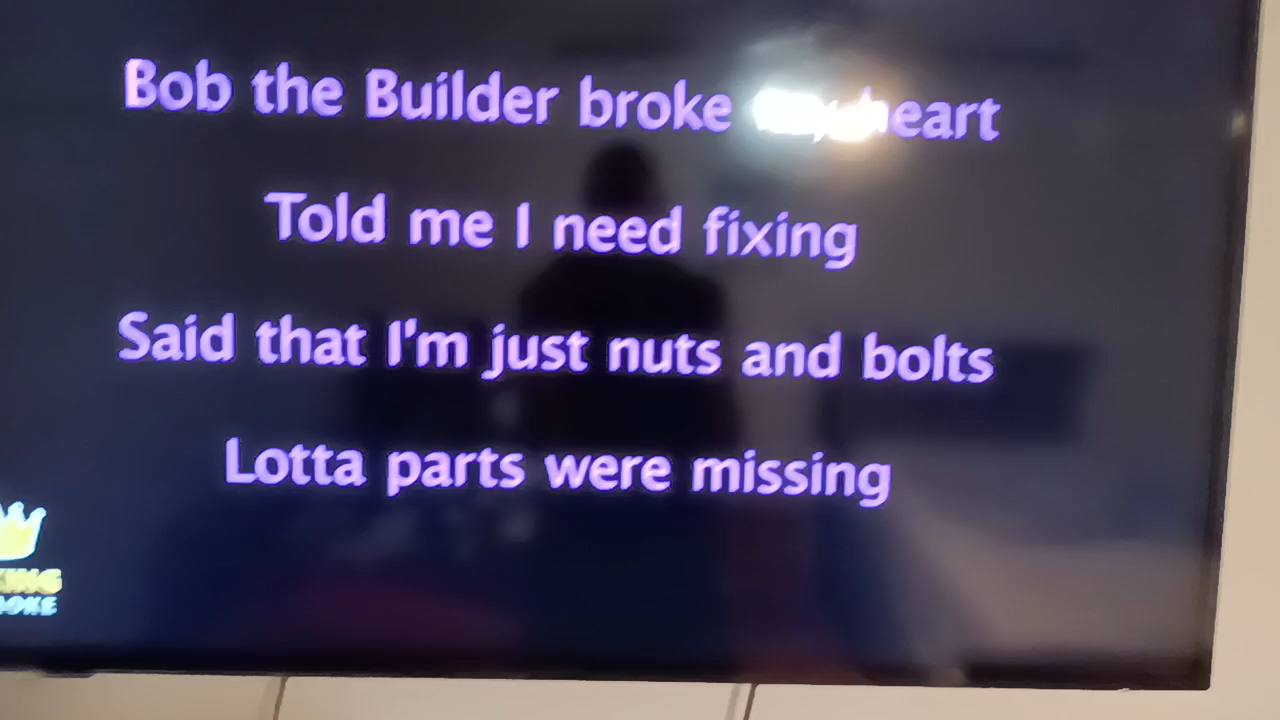 Bob the Builder broke heart
Told me I need fixing
Said that I'm just nuts and bolts
Lotta parts were missing
KING